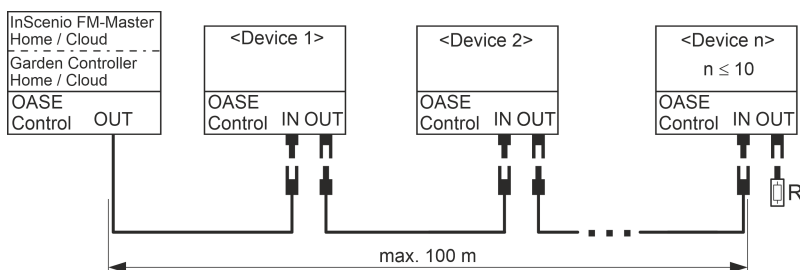 InScenio FM-Master
Home / Cloud
Garden Controller
Home / Cloud
OASE
Control OUT
<Device 1>
OASE
Control IN OUT
<Device 2>
OASE
Control IN OUT
<Device n>
n ≤ 10
OASE
Control IN OUT
R
max. 100 m